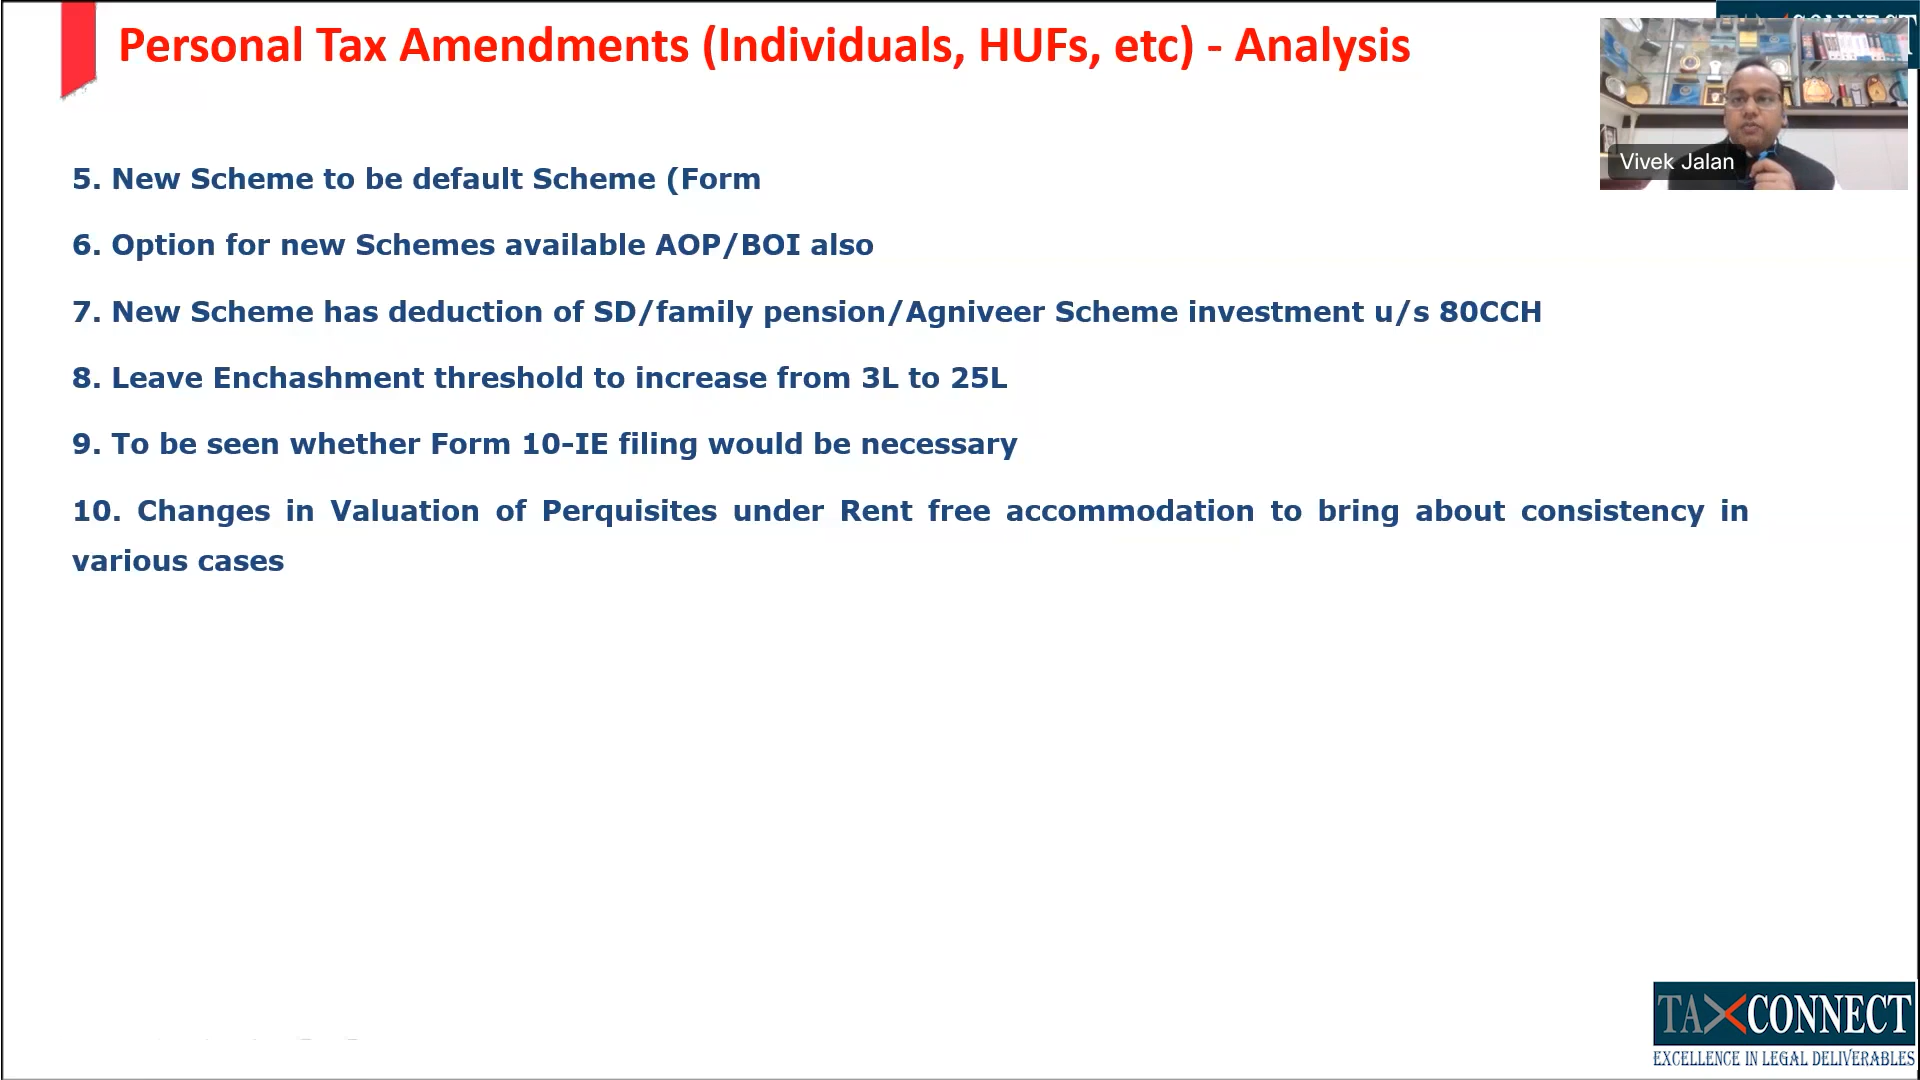 Personal Tax Amendments (Individuals, HUFs, etc) - Analysis
Vivek Jalan
5. New Scheme to be default Scheme (Form
6. Option for new Schemes available AOP/BOI also
7. New Scheme has deduction of SD/family pension/Agniveer Scheme investment u/s 80CCH
8. Leave Enchashment threshold to increase from 3L to 25L
9. To be seen whether Form 10-IE filing would be necessary
10. Changes in Valuation of Perquisites under Rent free accommodation to bring about consistency in
various cases
TAXCONNECT
EXCELLENCE IN LEGAL DELIVERABLES